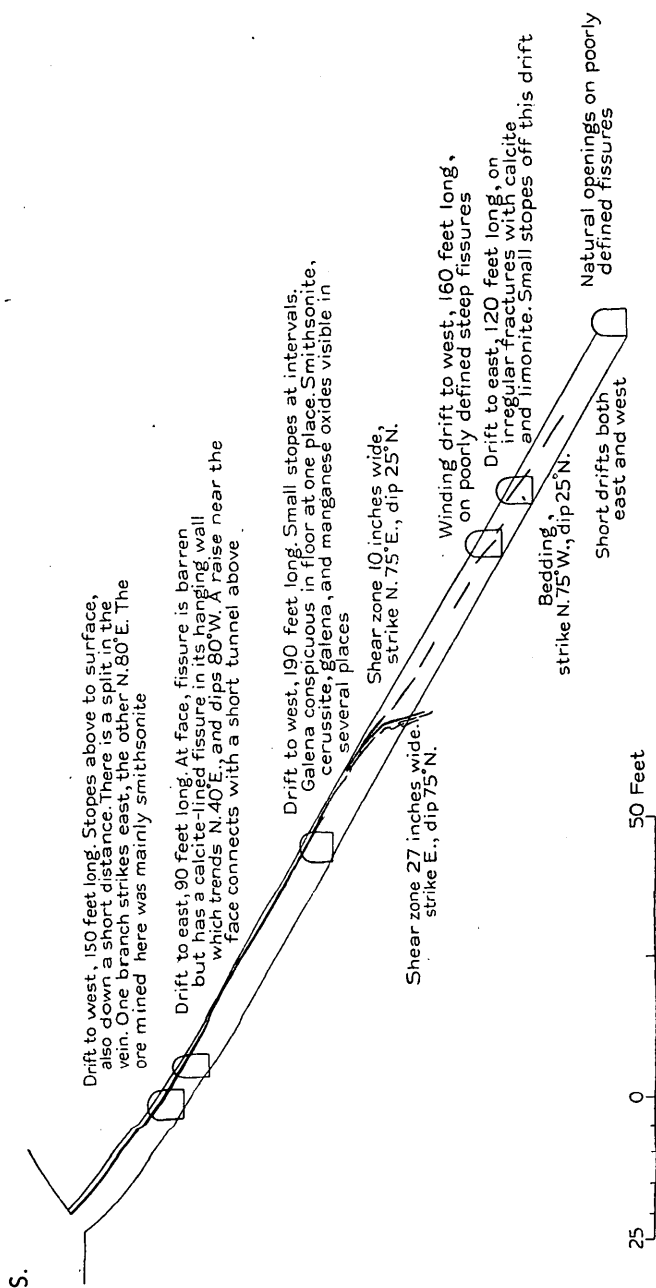 S.
Drift to west, 150 feet long. Stopes above to surface,
also down a short distance. There is a split in the
vein. One branch strikes east, the other N. 80° E. The
ore mined here was mainly smithsonite
Drift to east, 90 feet long. At face, fissure is barren
but has a calcite-lined fissure in its hanging wall
which trends N. 40° E., and dips 80° W. A raise near the
face connects with a short tunnel above
Drift to west, 190 feet long. Small stopes at intervals.
Galena conspicuous in floor at one place. Smithsonite,
cerussite, galena, and manganese oxides visible in
several places
Shear zone 10 inches wide,
strike N. 75° E., dip 25° N.
Shear zone 27 inches wide.
strike E., dip 75° N.
Winding drift to west, 160 feet long,
on poorly defined steep fissures
Drift to east, 120 feet long, on
irregular fractures with calcite
and limonite. Small stopes off this drift
Bedding,
strike N. 75° W., dip 25° N.
Short drifts both
east and west
Natural openings on poorly
defined fissures
25 0 50 Feet